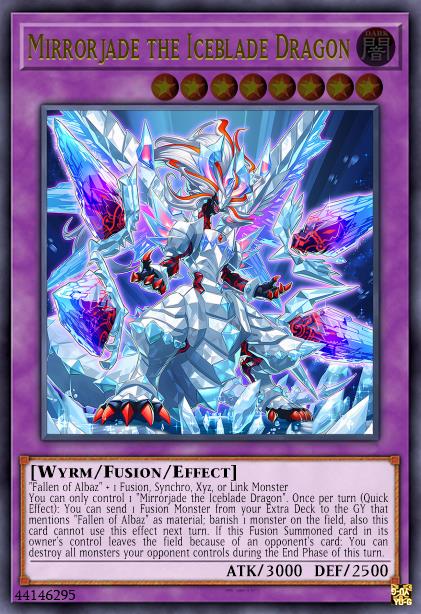 Mirrorjade the Iceblade Dragon
DARK
闇
[Wyrm/Fusion/Effect]
"Fallen of Albaz" + 1 Fusion, Synchro, Xyz, or Link Monster
You can only control 1 "Mirrorjade the Iceblade Dragon". Once per turn (Quick
Effect): You can send 1 Fusion Monster from your Extra Deck to the GY that
mentions "Fallen of Albaz" as material; banish 1 monster on the field, also this
card cannot use this effect next turn. If this Fusion Summoned card in its
owner's control leaves the field because of an opponent's card: You can
destroy all monsters your opponent controls during the End Phase of this turn.
ATK/3000 DEF/2500
44146295